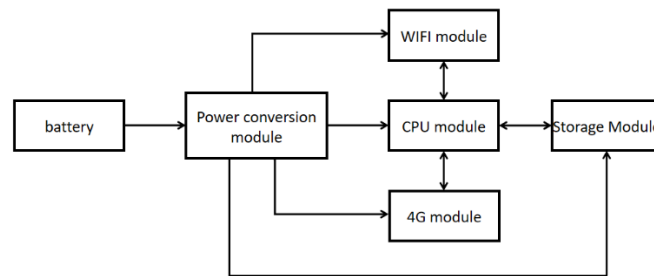 WIFI module
battery
Power conversion
module
CPU module
Storage Module
4G module